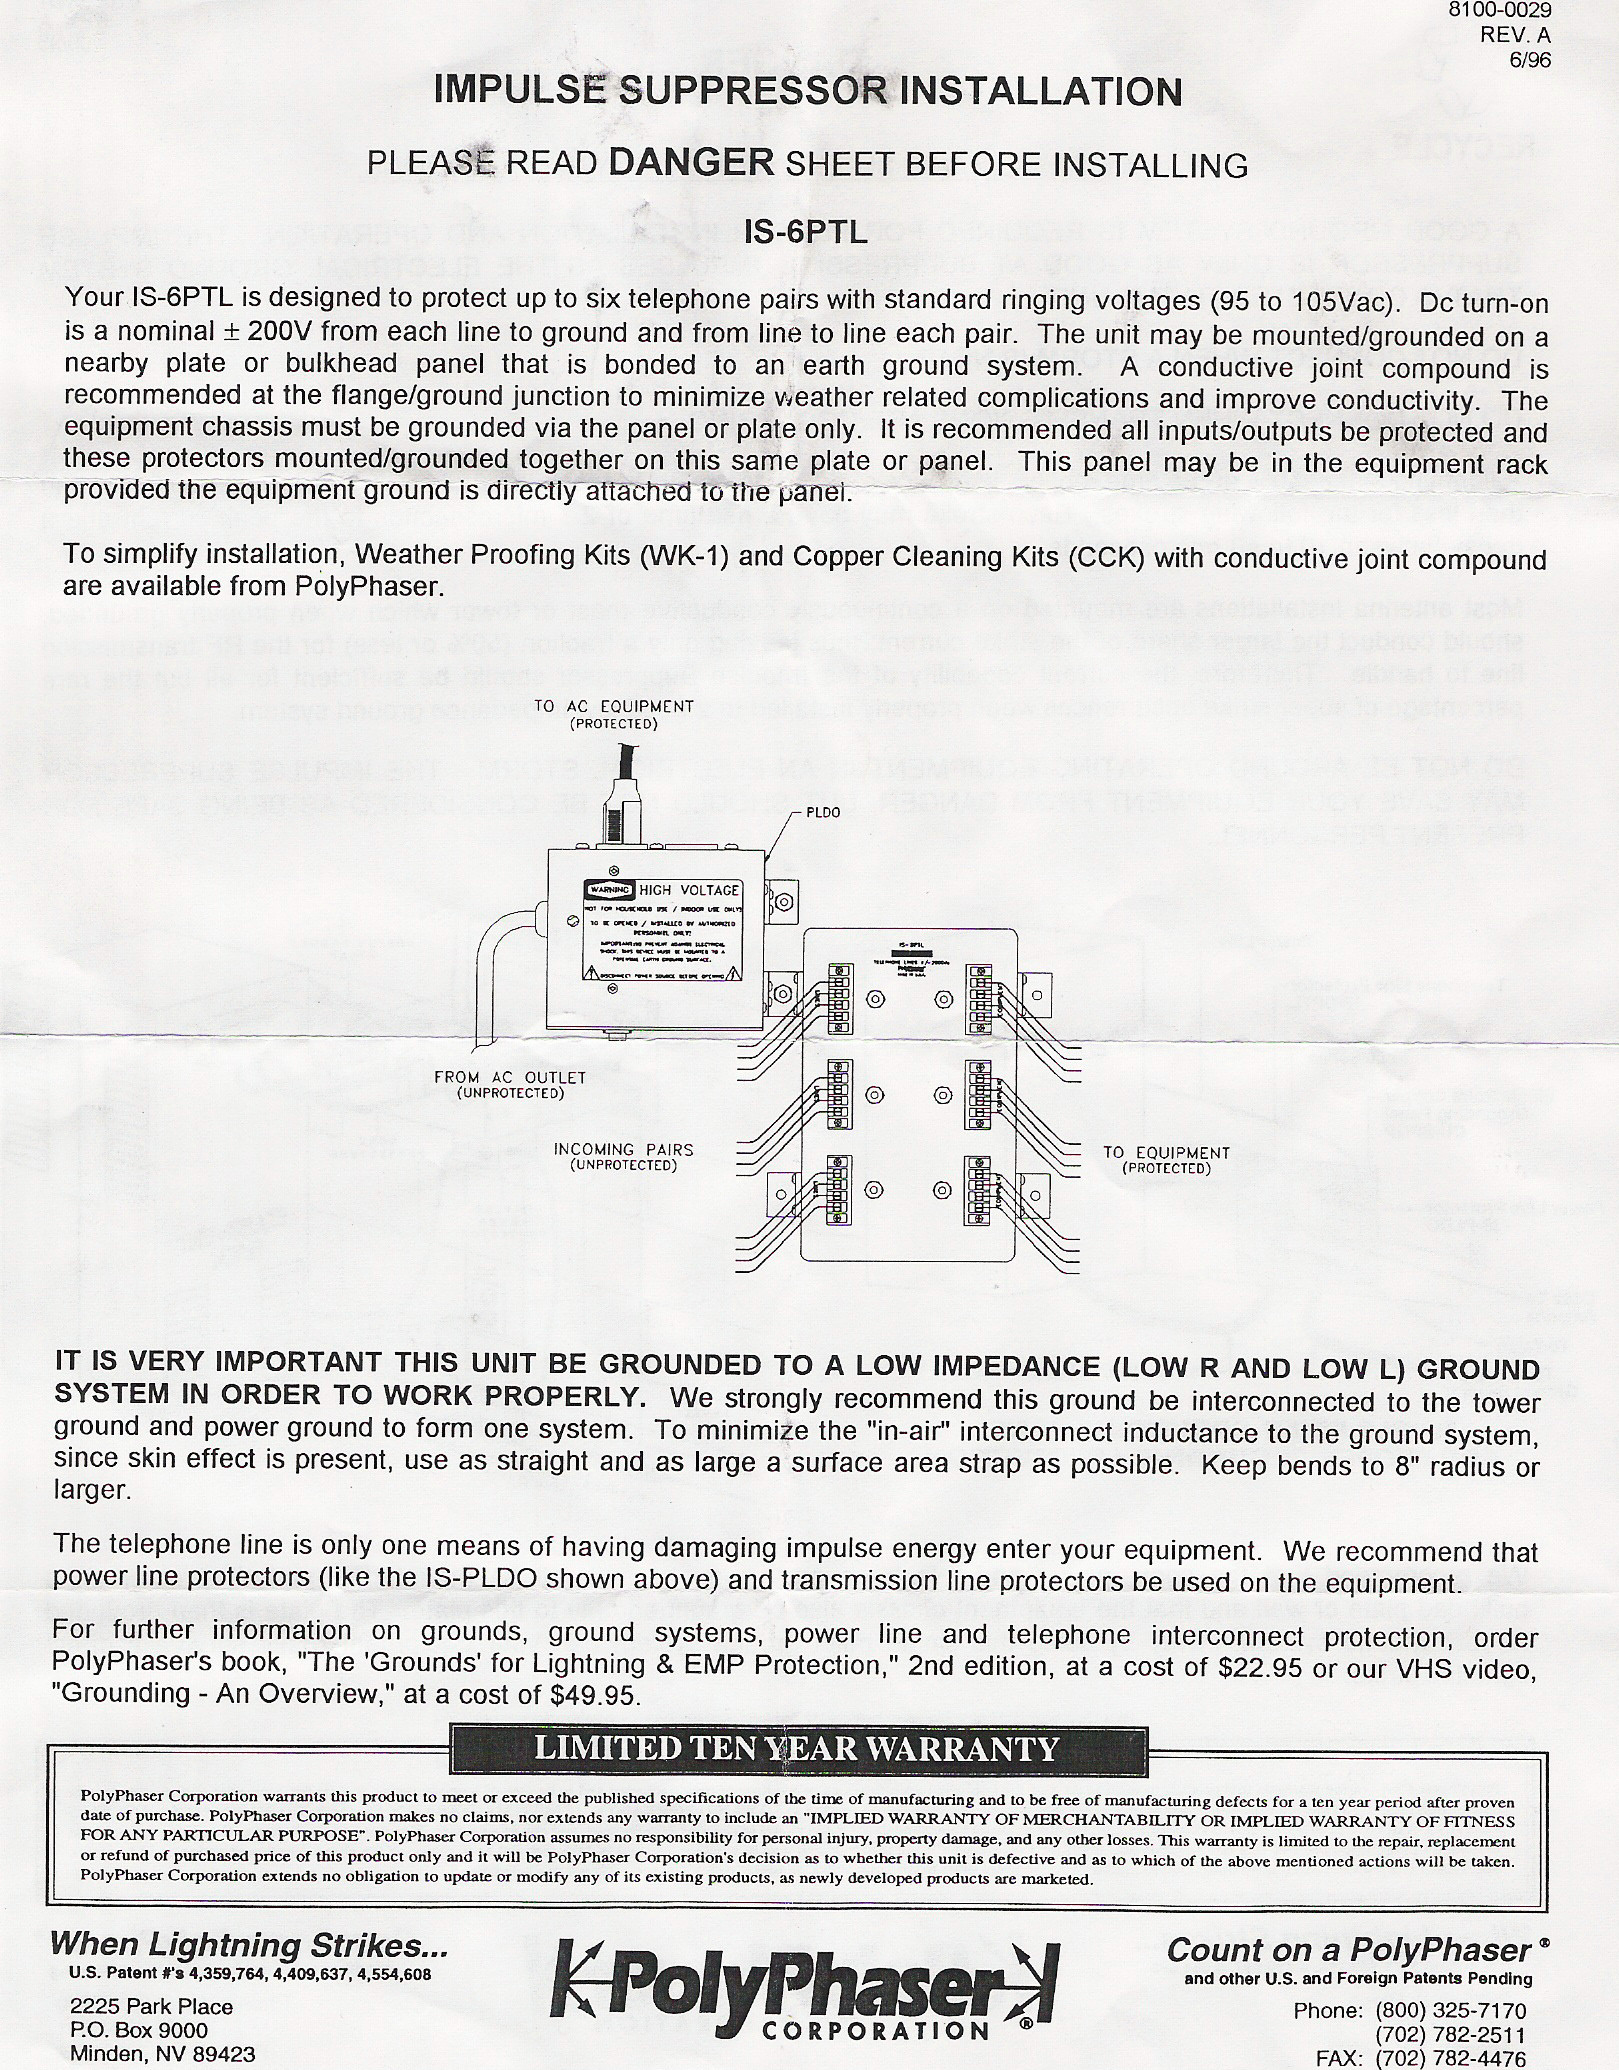 8100-0029
REV. A
6/96
IMPULSE SUPPRESSOR INSTALLATION
PLEASE READ DANGER SHEET BEFORE INSTALLING
IS-6PTL
Your IS-6PTL is designed to protect up to six telephone pairs with standard ringing voltages (95 to 105Vac). Dc turn-on
is a nominal ± 200V from each line to ground and from line to line each pair. The unit may be mounted/grounded on a
nearby plate or bulkhead panel that is bonded to an earth ground system. A conductive joint compound is
recommended at the flange/ground junction to minimize weather related complications and improve conductivity. The
equipment chassis must be grounded via the panel or plate only. It is recommended all inputs/outputs be protected and
these protectors mounted/grounded together on this same plate or panel. This panel may be in the equipment rack
provided the equipment ground is directly attached to the panel.
To simplify installation, Weather Proofing Kits (WK-1) and Copper Cleaning Kits (CCK) with conductive joint compound
are available from PolyPhaser.
TO AC EQUIPMENT
(PROTECTED)
PLDO
WARNING HIGH VOLTAGE
NOT FOR HOUSEHOLD USE / INDOOR USE ONLY!
TO BE OPENED / INSTALLED BY AUTHORIZED
PERSONNEL ONLY!
DISCONNECT POWER SOURCE BEFORE OPENING
FROM AC OUTLET
(UNPROTECTED)
INCOMING PAIRS
(UNPROTECTED)
TO EQUIPMENT
(PROTECTED)
IT IS VERY IMPORTANT THIS UNIT BE GROUNDED TO A LOW IMPEDANCE (LOW R AND LOW L) GROUND
SYSTEM IN ORDER TO WORK PROPERLY. We strongly recommend this ground be interconnected to the tower
ground and power ground to form one system. To minimize the "in-air" interconnect inductance to the ground system,
since skin effect is present, use as straight and as large a surface area strap as possible. Keep bends to 8" radius or
larger.
The telephone line is only one means of having damaging impulse energy enter your equipment. We recommend that
power line protectors (like the IS-PLDO shown above) and transmission line protectors be used on the equipment.
For further information on grounds, ground systems, power line and telephone interconnect protection, order
PolyPhaser's book, "The 'Grounds' for Lightning & EMP Protection," 2nd edition, at a cost of $22.95 or our VHS video,
"Grounding - An Overview," at a cost of $49.95.
LIMITED TEN YEAR WARRANTY
PolyPhaser Corporation warrants this product to meet or exceed the published specifications of the time of manufacturing and to be free of manufacturing defects for a ten year period after proven
date of purchase. PolyPhaser Corporation makes no claims, nor extends any warranty to include an "IMPLIED WARRANTY OF MERCHANTABILITY OR IMPLIED WARRANTY OF FITNESS
FOR ANY PARTICULAR PURPOSE". PolyPhaser Corporation assumes no responsibility for personal injury, property damage, and any other losses. This warranty is limited to the repair, replacement
or refund of purchased price of this product only and it will be PolyPhaser Corporation's decision as to whether this unit is defective and as to which of the above mentioned actions will be taken.
PolyPhaser Corporation extends no obligation to update or modify any of its existing products, as newly developed products are marketed.
When Lightning Strikes...
U.S. Patent #'s 4,359,764, 4,409,637, 4,554,608
2225 Park Place
P.O. Box 9000
Minden, NV 89423
PolyPhaser ®
CORPORATION
Count on a PolyPhaser ®
and other U.S. and Foreign Patents Pending
Phone: (800) 325-7170
(702) 782-2511
FAX: (702) 782-4476